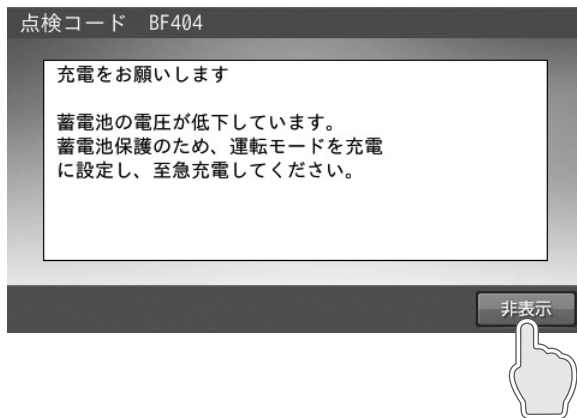 点検コード BF404
充電をお願いします
蓄電池の電圧が低下しています。
蓄電池保護のため、運転モードを充電
に設定し、至急充電してください。
非表示